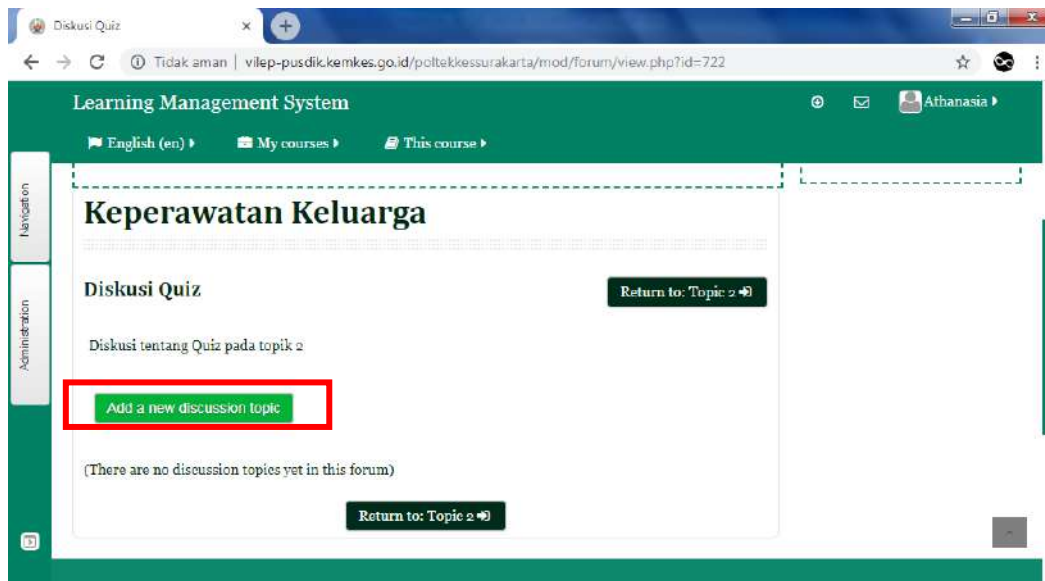 Diskusi Quiz
Tidak aman | vilep-pusdik.kemkes.go.id/poltekkessurakarta/mod/forum/view.php?id=722
Learning Management System
Athanasia
English (en)
My courses
This course
Navigation
Administration
Keperawatan Keluarga
Diskusi Quiz
Return to: Topic 2
Diskusi tentang Quiz pada topik 2
Add a new discussion topic
(There are no discussion topics yet in this forum)
Return to: Topic 2